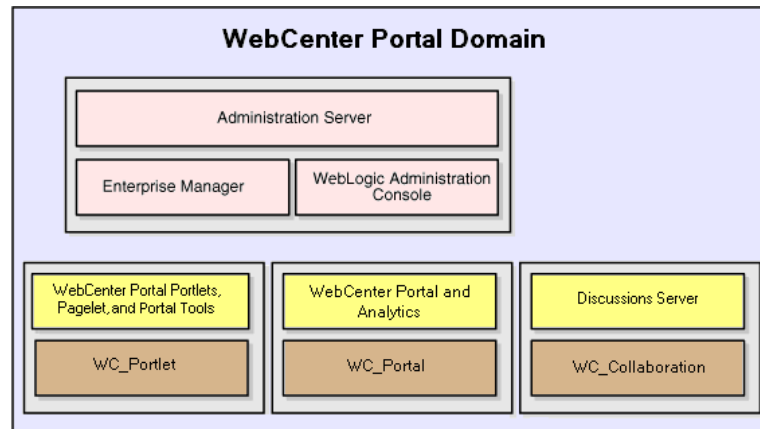 WebCenter Portal Domain
Administration Server
Enterprise Manager
WebLogic Administration
Console
WebCenter Portal Portlets,
Pagelet, and Portal Tools
WebCenter Portal and
Analytics
Discussions Server
WC_Portlet
WC_Portal
WC_Collaboration